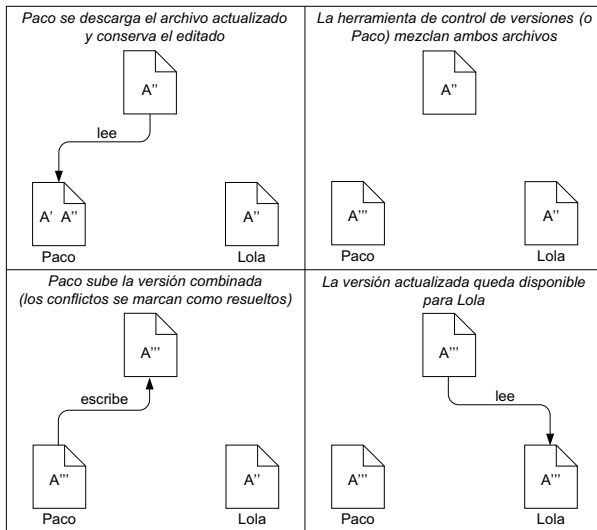 Paco se descarga el archivo actualizado
y conserva el editado
A''
lee
A' A''
A''
Paco
Lola
La herramienta de control de versiones (o
Paco) mezclan ambos archivos
A''
A'''
A''
Paco
Lola
Paco sube la versión combinada
(los conflictos se marcan como resueltos)
A'''
escribe
A'''
A''
Paco
Lola
La versión actualizada queda disponible
para Lola
A'''
lee
A'''
A'''
Paco
Lola